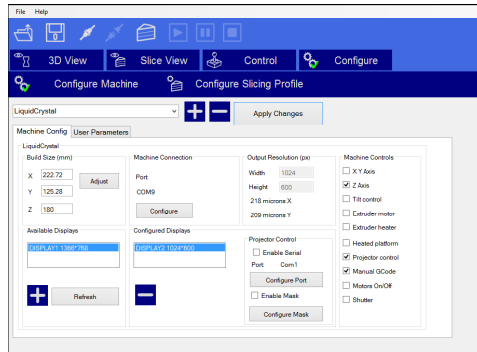 File Help
3D View Slice View Control Configure
Configure Machine Configure Slicing Profile
LiquidCrystal Apply Changes
Machine Config User Parameters
LiquidCrystal
Build Size (mm) Machine Connection Output Resolution (px) Machine Controls
X 222.72 Port Width 1024 X Y Axis
Adjust Z Axis
Y 125.28 COM9 Height 600 Tilt control
Z 180 Configure 218 microns X Extruder motor
209 microns Y Extruder heater
Available Displays Configured Displays Projector Control Heated platform
DISPLAY1 1366*768 DISPLAY2 1024*600 Enable Serial Projector control
Port Com1 Manual GCode
Configure Port Motors On/Off
Refresh Enable Mask Shutter
Configure Mask